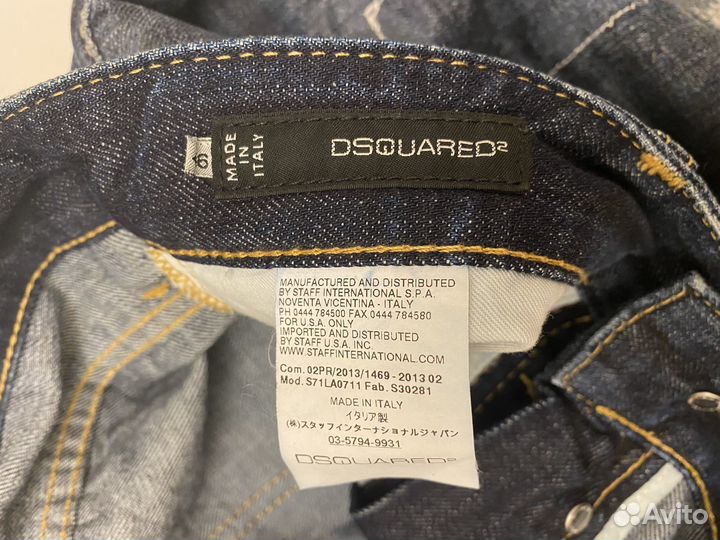 DSQUARED²
MADE
IN
ITALY
MANUFACTURED AND DISTRIBUTED
BY STAFF INTERNATIONAL S.P.A.
NOVENTA VICENTINA - ITALY
PH 0444 784500 FAX 0444 784580
FOR U.S.A. ONLY
IMPORTED AND DISTRIBUTED
BY STAFF U.S.A. INC.
WWW.STAFFINTERNATIONAL.COM
Com. 02PR/2013/1469 - 2013 02
Mod. S71LA0711 Fab. S30281
MADE IN ITALY
イタリア製
(株)スタッフインターナショナルジャパン
03-5794-9931
DSQUARED²
Avito